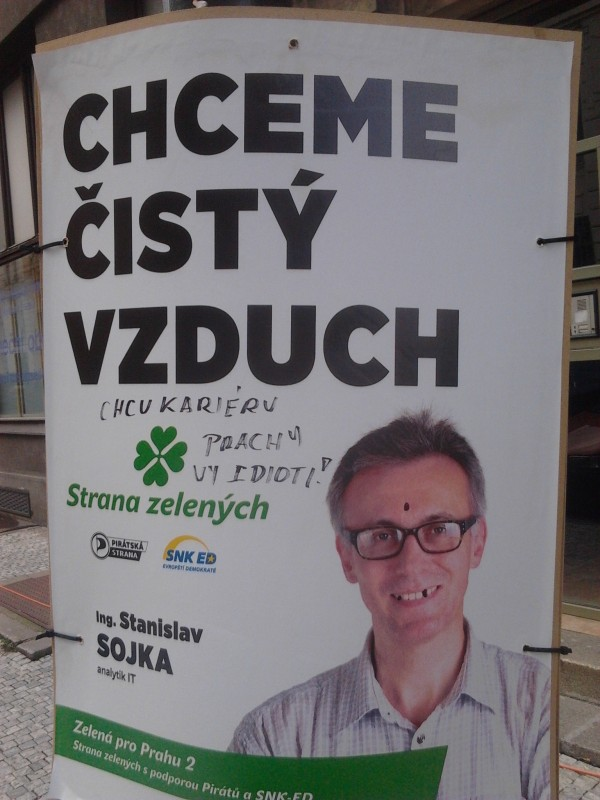 CHCEME
ČISTÝ
VZDUCH
CHCU KARIÉRU
PRACHY
VY IDIOTI!
Strana zelených
PIRÁTSKÁ
STRANA
SNK ED
EVROPŠTÍ DEMOKRATÉ
Ing. Stanislav
SOJKA
analytik IT
Zelená pro Prahu 2
Strana zelených s podporou Pirátů a SNK-ED